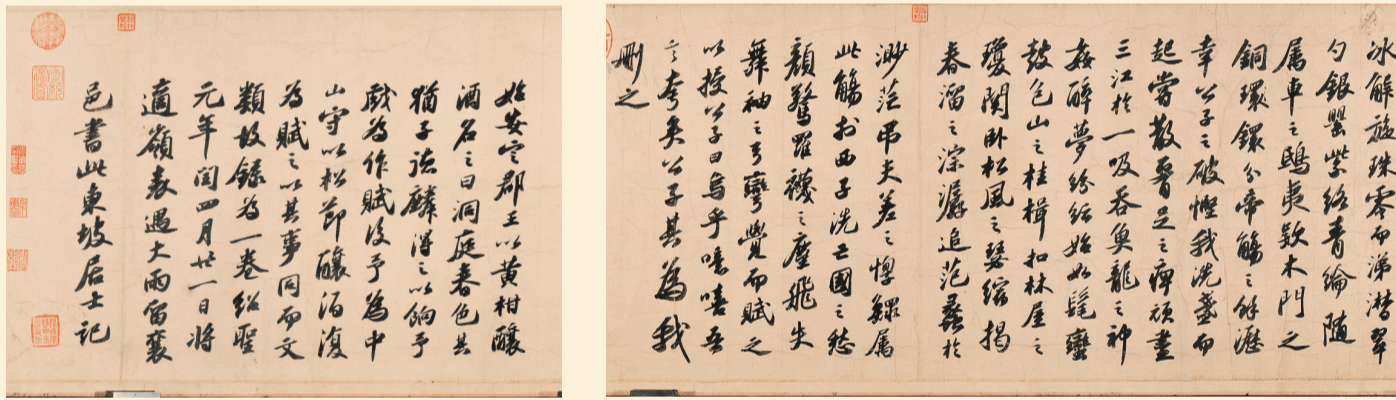 冰解放珠零而涕潸翠
勺銀罌紫絡青綸隨
属車之鴟夷款木門之
銅環鐶分帝觴之餘瀝
幸公子之破慳我洗盞而
起嘗散腰足之痺頑盡
三江於一吸吞魚龍之神
姦醉夢紛紜始如髦蠻
鼓包山之桂楫扣林屋之
瓊関臥松風之瑟縮揭
春溜之淙潺追范蠡於
渺茫吊夫差之惸鰥属
此觴於西子洗亡國之愁
顏驚羅襪之塵飛失
舞袖之弓彎覺而賦之
以授公子曰烏乎噫嘻吾
言夸矣公子其為我
刪之
始安定郡王以黃柑釀
酒名之曰洞庭春色其
猶子德麟得之以餉予
戲為作賦後予為中
山守以松節釀酒復
為賦之以其事同而文
類故錄為一卷紹聖
元年閏四月廿一日將
適嶺表遇大雨留襄
邑書此東坡居士記